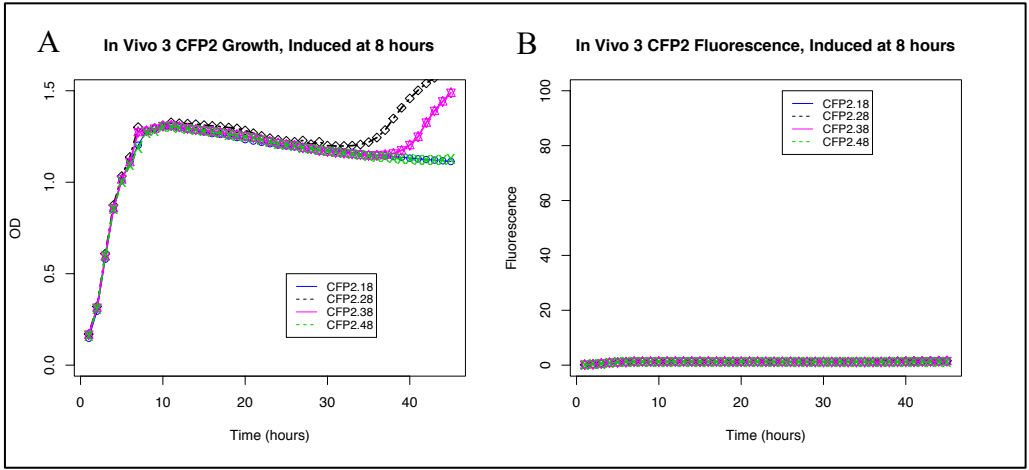 A
In Vivo 3 CFP2 Growth, Induced at 8 hours
OD
1.5
1.0
0.5
0.0
CFP2.18
CFP2.28
CFP2.38
CFP2.48
0 10 20 30 40
Time (hours)
B
In Vivo 3 CFP2 Fluorescence, Induced at 8 hours
Fluorescence
100
80
60
40
20
0
CFP2.18
CFP2.28
CFP2.38
CFP2.48
0 10 20 30 40
Time (hours)